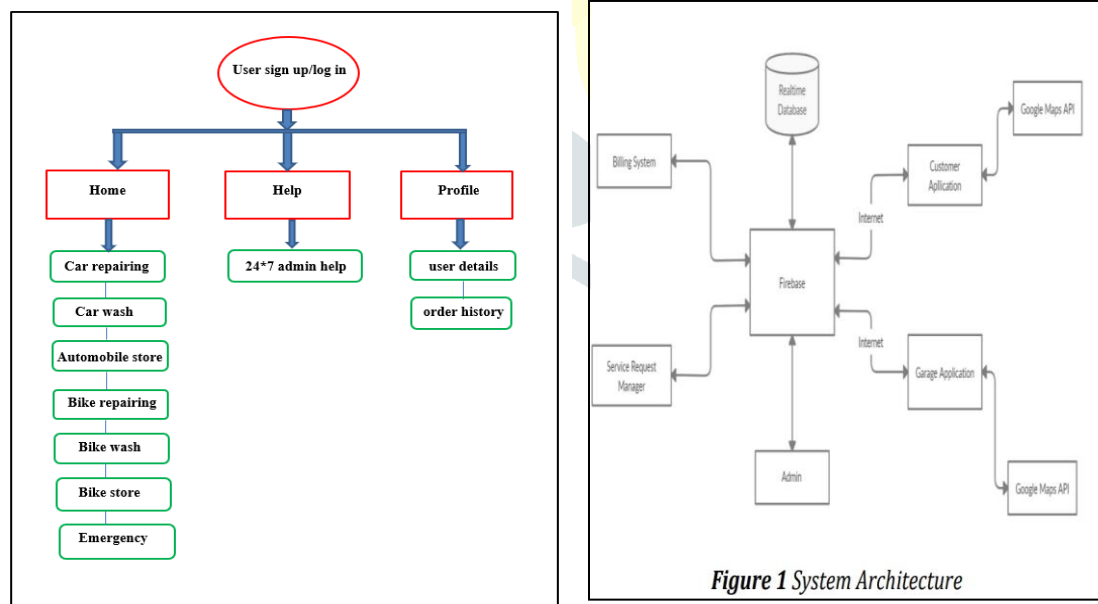 User sign up/log in
Home
Help
Profile
Car repairing
Car wash
Automobile store
Bike repairing
Bike wash
Bike store
Emergency
24*7 admin help
user details
order history
Realtime
Database
Google Maps API
Billing System
Customer
Apllication
Internet
Firebase
Internet
Service Request
Manager
Garage Application
Admin
Google Maps API
Figure 1 System Architecture